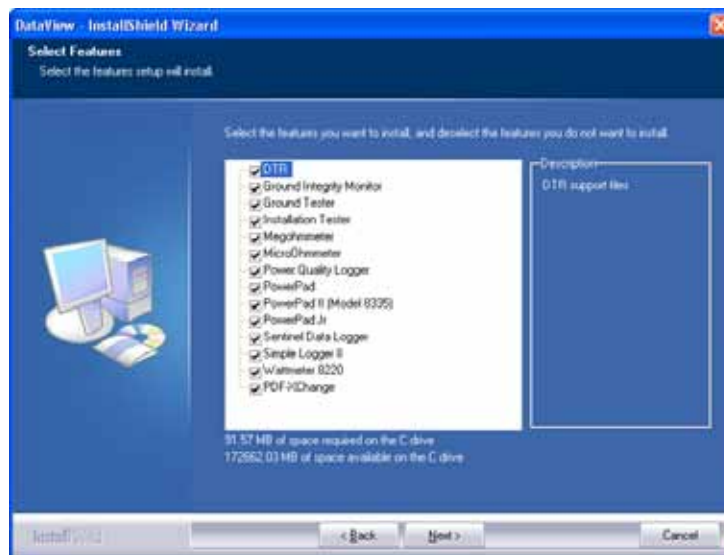 DataView - InstallShield Wizard
Select Features
Select the features setup will install.
Select the features you want to install, and deselect the features you do not want to install.
DTR
Ground Integrity Monitor
Ground Tester
Installation Tester
Megohmmeter
MicroOhmmeter
Power Quality Logger
PowerPad
PowerPad II (Model 8335)
PowerPad Jr
Sentinel Data Logger
Simple Logger II
Wattmeter 8220
PDF-XChange
Description
DTR support files
91.57 MB of space required on the C drive
172662.03 MB of space available on the C drive
InstallShield
< Back
Next >
Cancel